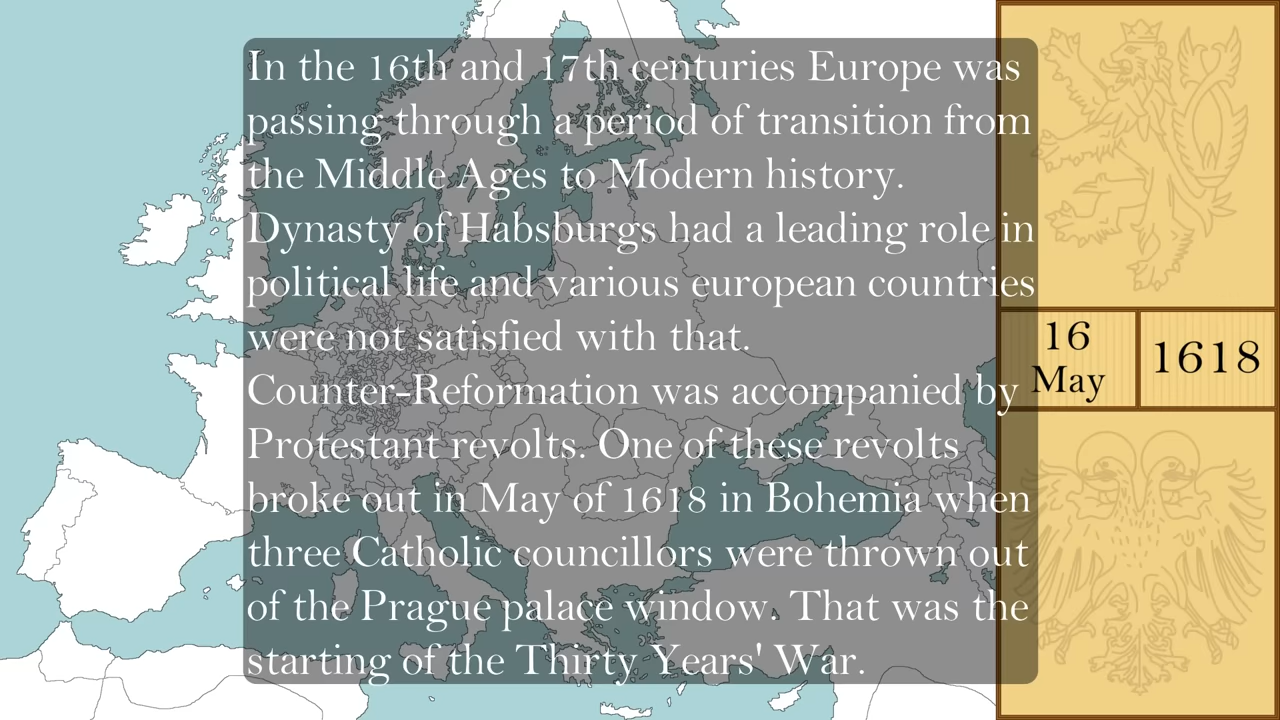 In the 16th and 17th centuries Europe was
passing through a period of transition from
the Middle Ages to Modern history.
Dynasty of Habsburgs had a leading role in
political life and various european countries
were not satisfied with that.
Counter-Reformation was accompanied by
Protestant revolts. One of these revolts
broke out in May of 1618 in Bohemia when
three Catholic councillors were thrown out
of the Prague palace window. That was the
starting of the Thirty Years' War.
16
May
1618